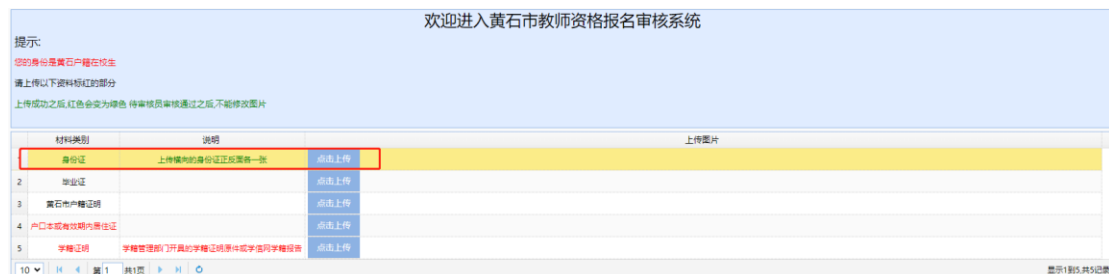 欢迎进入黄石市教师资格报名审核系统
提示:
您的身份是黄石户籍在校生
请上传以下资料标红的部分
上传成功之后,红色会变为绿色 待审核员审核通过之后,不能修改图片
材料类别 说明 上传图片
1 身份证 上传横向的身份证正反面各一张 点击上传
2 毕业证 点击上传
3 黄石市户籍证明 点击上传
4 户口本或有效期内居住证 点击上传
5 学籍证明 学籍管理部门开具的学籍证明原件或学信网学籍报告 点击上传
10 第 1 共1页 显示1到5,共5记录